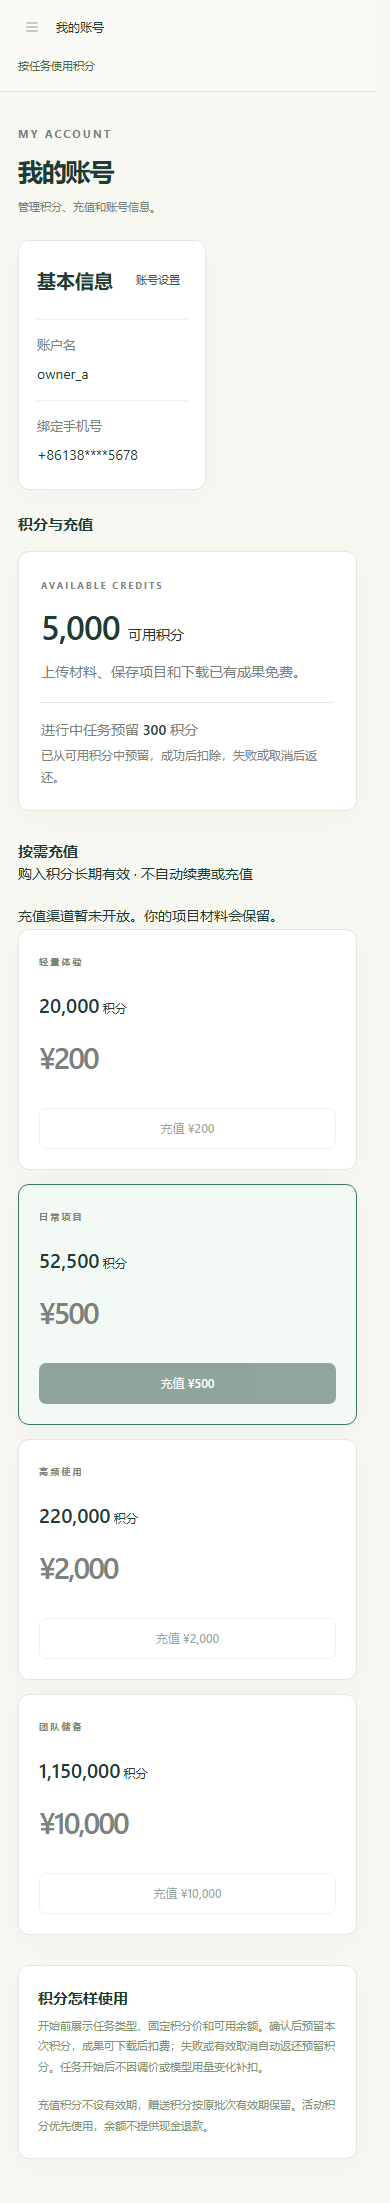 我的账号
按任务使用积分
MY ACCOUNT
我的账号
管理积分、充值和账号信息。
基本信息 账号设置
账户名
owner_a
绑定手机号
+86138****5678
积分与充值
AVAILABLE CREDITS
5,000 可用积分
上传材料、保存项目和下载已有成果免费。
进行中任务预留 300 积分
已从可用积分中预留，成功后扣除，失败或取消后返
还。
按需充值
购入积分长期有效 · 不自动续费或充值
充值渠道暂未开放。你的项目材料会保留。
轻量体验
20,000 积分
¥200
充值 ¥200
日常项目
52,500 积分
¥500
充值 ¥500
高频使用
220,000 积分
¥2,000
充值 ¥2,000
团队储备
1,150,000 积分
¥10,000
充值 ¥10,000
积分怎样使用
开始前展示任务类型、固定积分价和可用余额。确认后预留本
次积分，成果可下载后扣费；失败或有效取消自动返还预留积
分。任务开始后不因调价或模型用量变化补扣。
充值积分不设有效期，赠送积分按原批次有效期保留。活动积
分优先使用，余额不提供现金退款。